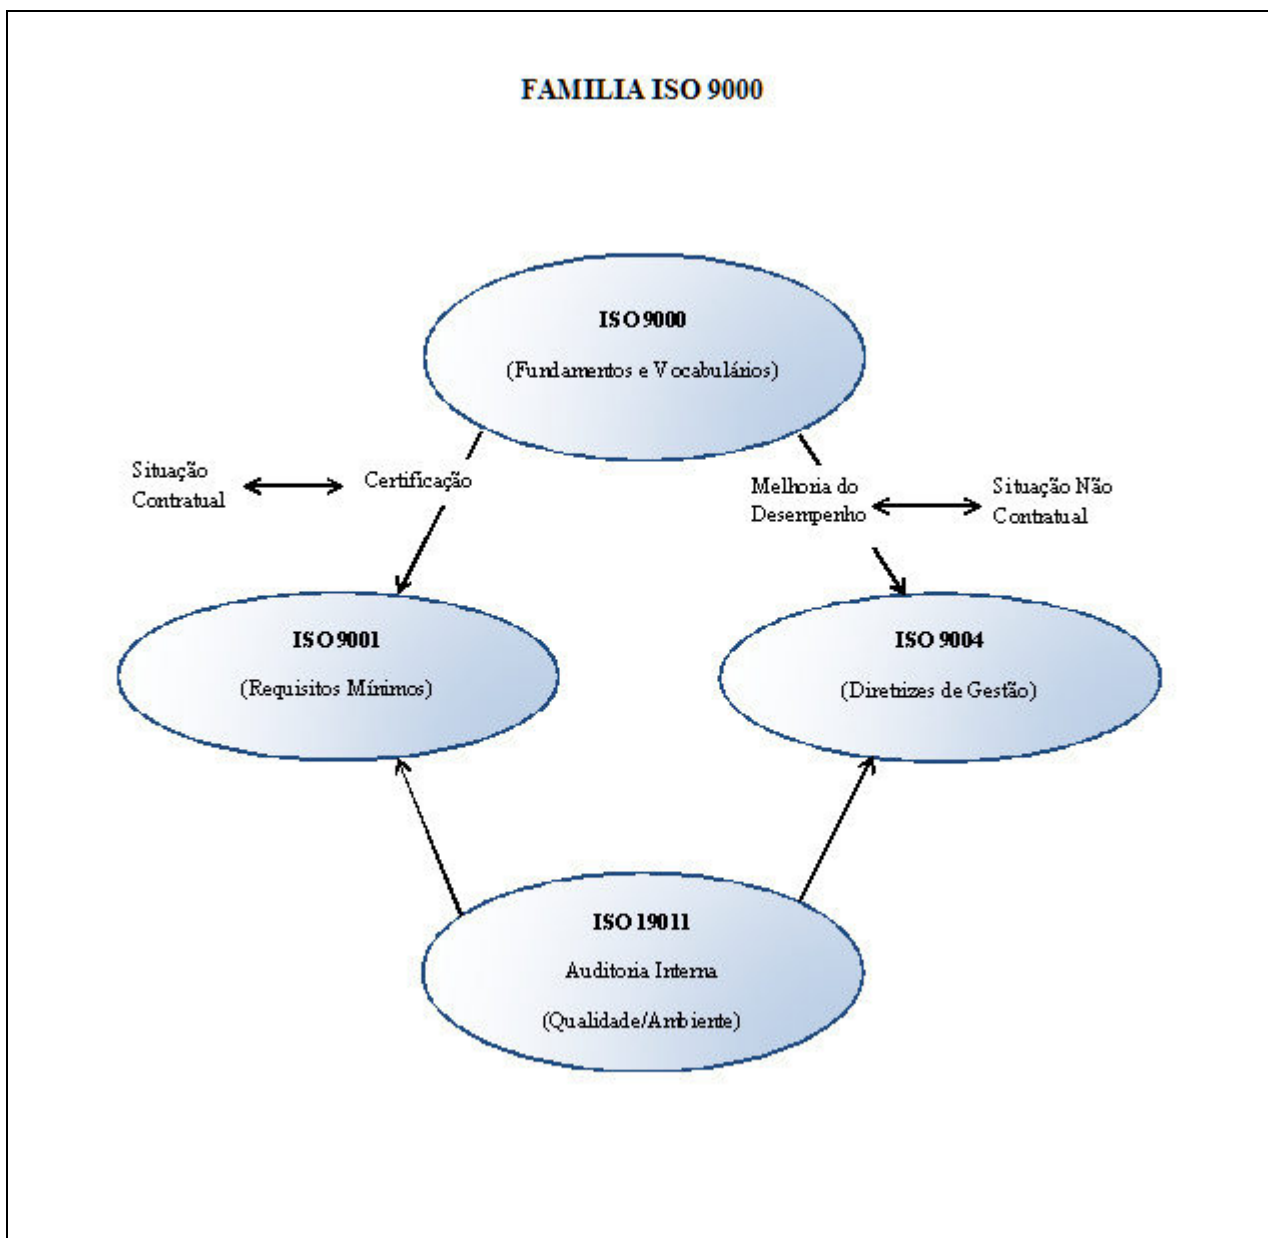 FAMILIA ISO 9000
ISO 9000
(Fundamentos e Vocabulários)
Situação
Contratual
Certificação
Melhoria do
Desempenho
Situação Não
Contratual
ISO 9001
(Requisitos Mínimos)
ISO 9004
(Diretrizes de Gestão)
ISO 19011
Auditoria Interna
(Qualidade/Ambiente)